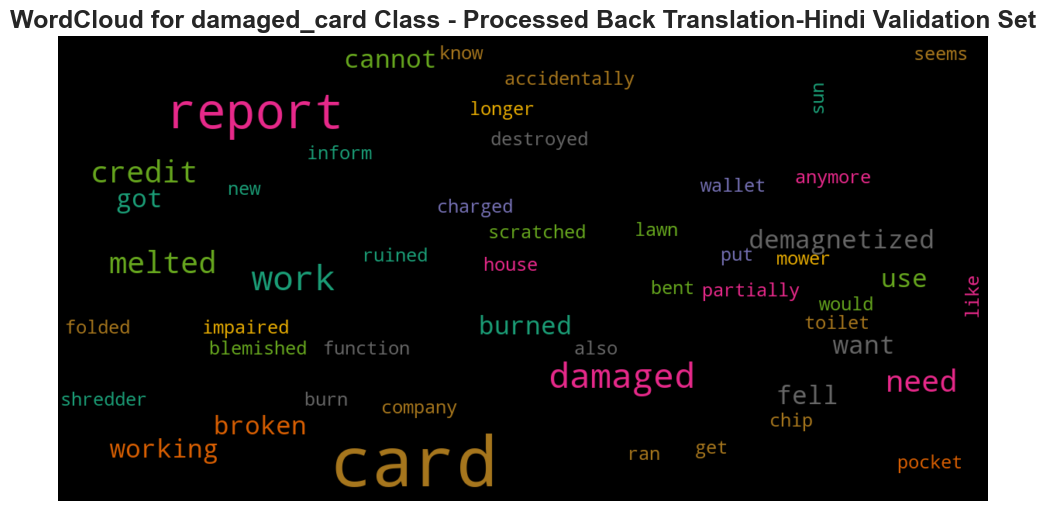 WordCloud for damaged_card Class - Processed Back Translation-Hindi Validation Set
cannot
know
seems
accidentally
sun
longer
report
destroyed
inform
credit
anymore
wallet
new
got
charged
lawn
scratched
demagnetized
ruined
put
mower
melted
house
work
use
bent
partially
like
would
folded
impaired
burned
toilet
blemished
function
also
want
damaged
need
shredder
burn
company
fell
chip
broken
working
card
ran
get
pocket